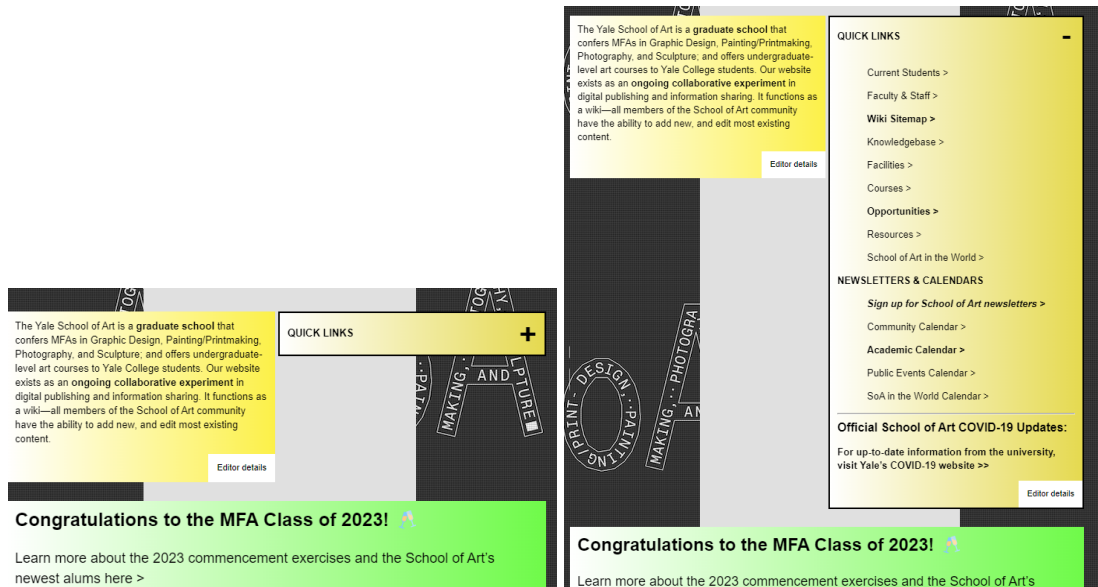 The Yale School of Art is a graduate school that
confers MFAs in Graphic Design, Painting/Printmaking,
Photography, and Sculpture; and offers undergraduate-
level art courses to Yale College students. Our website
exists as an ongoing collaborative experiment in
digital publishing and information sharing. It functions as
a wiki—all members of the School of Art community
have the ability to add new, and edit most existing
content.
Editor details
QUICK LINKS
+
MAKING,
AND
LPTURE
Congratulations to the MFA Class of 2023! 🥂
Learn more about the 2023 commencement exercises and the School of Art's
newest alums here >
The Yale School of Art is a graduate school that
confers MFAs in Graphic Design, Painting/Printmaking,
Photography, and Sculpture; and offers undergraduate-
level art courses to Yale College students. Our website
exists as an ongoing collaborative experiment in
digital publishing and information sharing. It functions as
a wiki—all members of the School of Art community
have the ability to add new, and edit most existing
content.
Editor details
QUICK LINKS
-
Current Students >
Faculty & Staff >
Wiki Sitemap >
Knowledgebase >
Facilities >
Courses >
Opportunities >
Resources >
School of Art in the World >
NEWSLETTERS & CALENDARS
Sign up for School of Art newsletters >
Community Calendar >
Academic Calendar >
Public Events Calendar >
SoA in the World Calendar >
Official School of Art COVID-19 Updates:
For up-to-date information from the university,
visit Yale's COVID-19 website >>
Editor details
DESIGN,··PAINTING/PRINT-
MAKING,··PHOTOGRA
AN
Congratulations to the MFA Class of 2023! 🥂
Learn more about the 2023 commencement exercises and the School of Art's